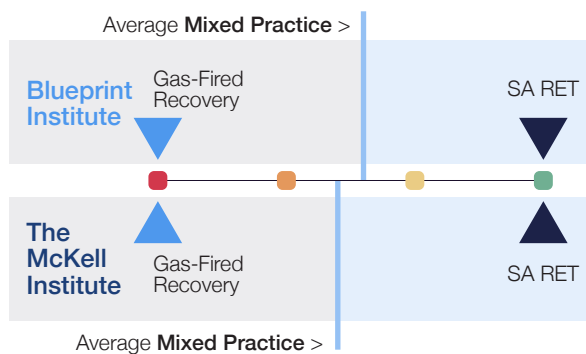 Average Mixed Practice >
Blueprint
Institute
Gas-Fired
Recovery
SA RET
The
McKell
Institute
Gas-Fired
Recovery
SA RET
Average Mixed Practice >